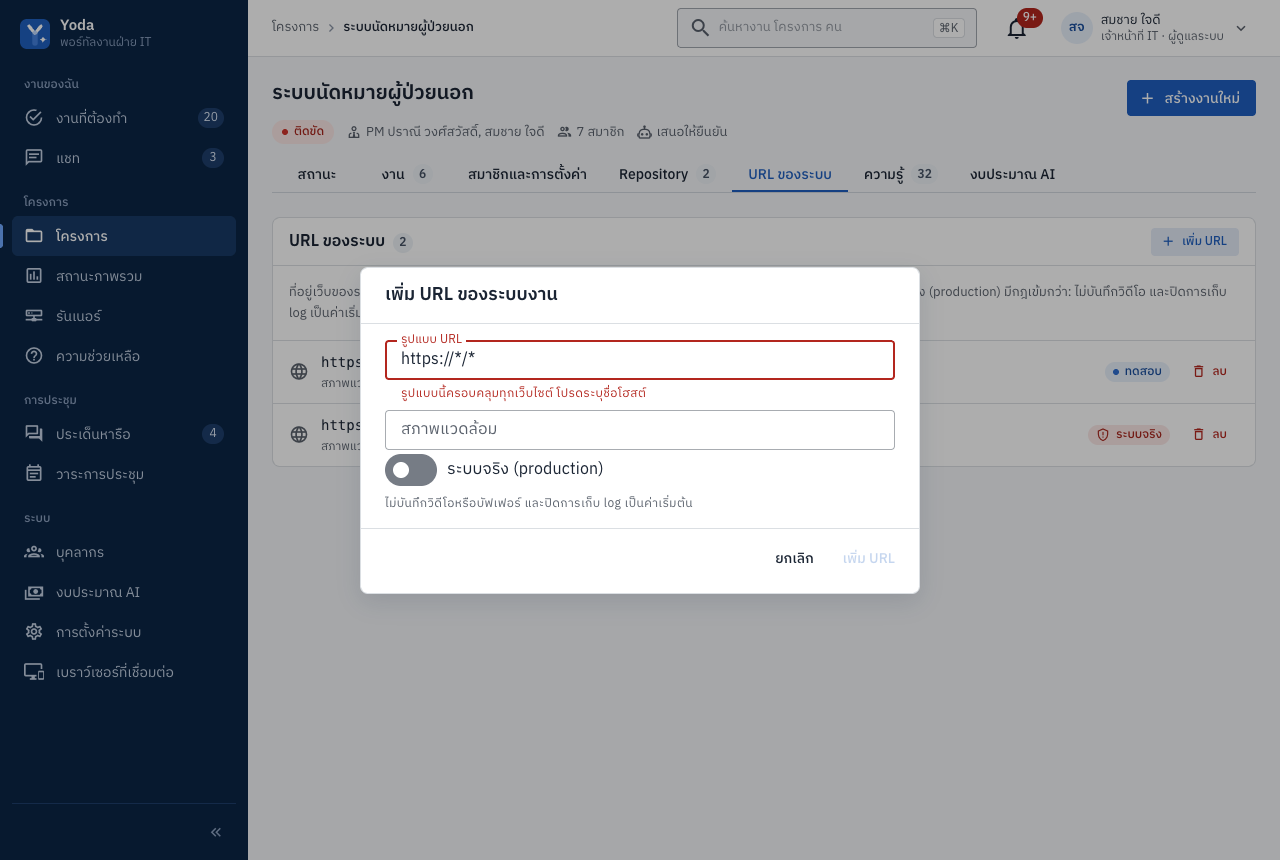 Yoda
พอร์ทัลงานฝ่าย IT
งานของฉัน
งานที่ต้องทำ 20
แชท 3
โครงการ
โครงการ
สถานะภาพรวม
รันเนอร์
ความช่วยเหลือ
การประชุม
ประเด็นหารือ 4
วาระการประชุม
ระบบ
บุคลากร
งบประมาณ AI
การตั้งค่าระบบ
เบราว์เซอร์ที่เชื่อมต่อ
โครงการ ระบบนัดหมายผู้ป่วยนอก
ค้นหางาน โครงการ คน ⌘K
9+
สจ
สมชาย ใจดี
เจ้าหน้าที่ IT · ผู้ดูแลระบบ
ระบบนัดหมายผู้ป่วยนอก
สร้างงานใหม่
ติดขัด PM ปราณี วงศ์สวัสดิ์, สมชาย ใจดี 7 สมาชิก เสนอให้ยืนยัน
สถานะ งาน 6 สมาชิกและการตั้งค่า Repository 2 URL ของระบบ ความรู้ 32 งบประมาณ AI
URL ของระบบ 2
เพิ่ม URL
(production) มีกฎเข้มกว่า: ไม่บันทึกวิดีโอ และปิดการเก็บ
log เป็นค่าเริ่ม
ทดสอบ ลบ
ระบบจริง ลบ
เพิ่ม URL ของระบบงาน
รูปแบบ URL
https://*/*
รูปแบบนี้ครอบคลุมทุกเว็บไซต์ โปรดระบุชื่อโฮสต์
สภาพแวดล้อม
ระบบจริง (production)
ไม่บันทึกวิดีโอหรือบัฟเฟอร์ และปิดการเก็บ log เป็นค่าเริ่มต้น
ยกเลิก เพิ่ม URL